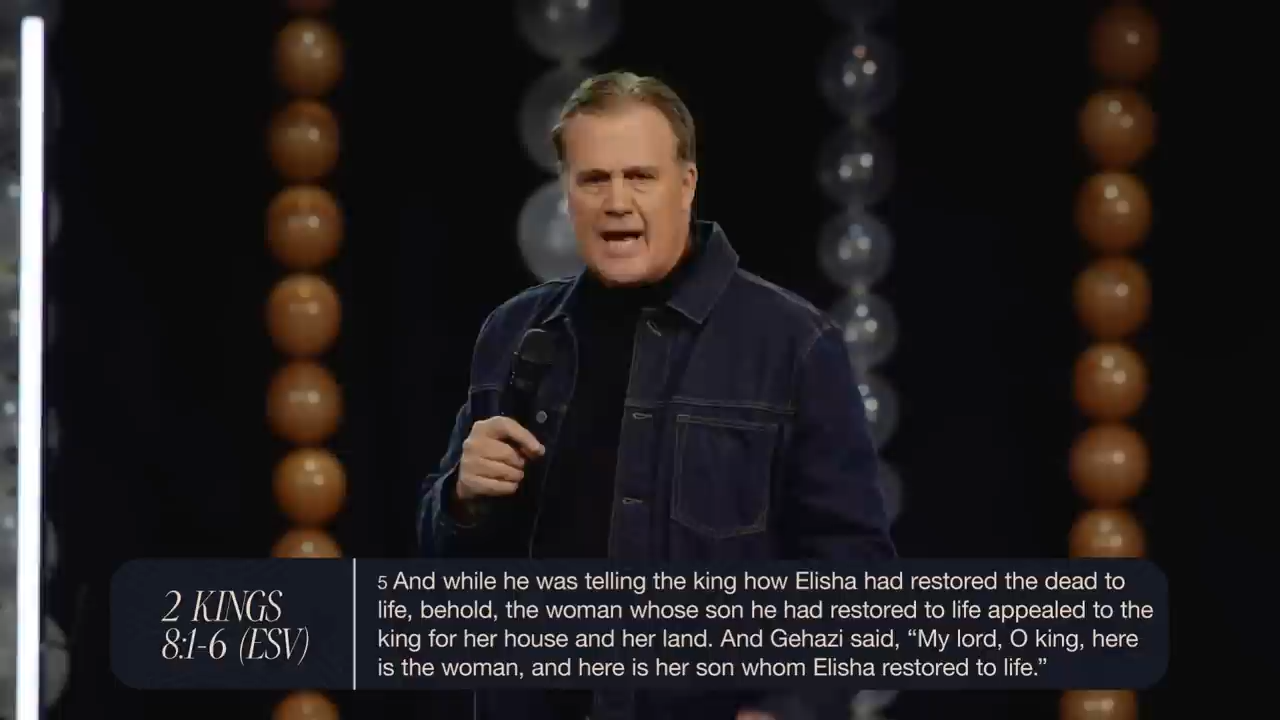 2 KINGS
8:1-6 (ESV)
5 And while he was telling the king how Elisha had restored the dead to
life, behold, the woman whose son he had restored to life appealed to the
king for her house and her land. And Gehazi said, “My lord, O king, here
is the woman, and here is her son whom Elisha restored to life.”